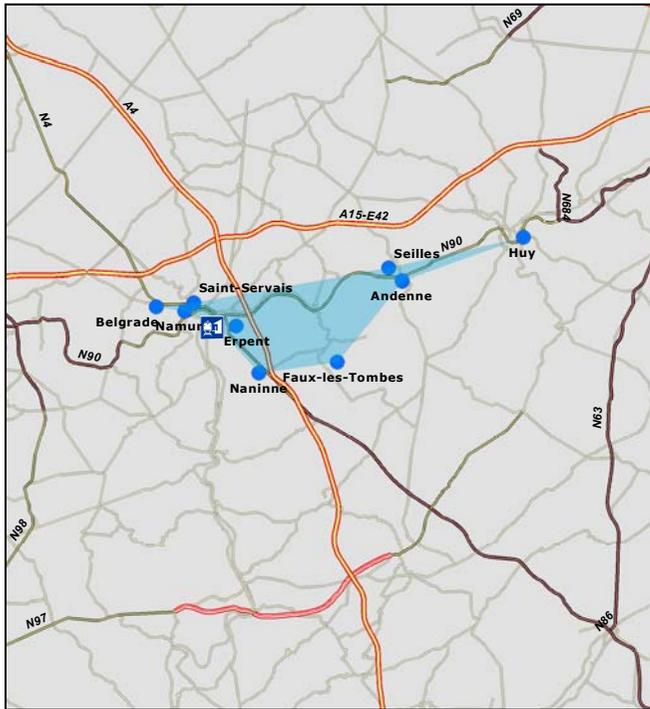 N69
A4
N4
N684
A15-E42
N90
Seilles
Huy
Andenne
Saint-Servais
Belgrade
Namur
Erpent
N90
Faux-les-Tombes
Naninne
N63
N98
N97
N86